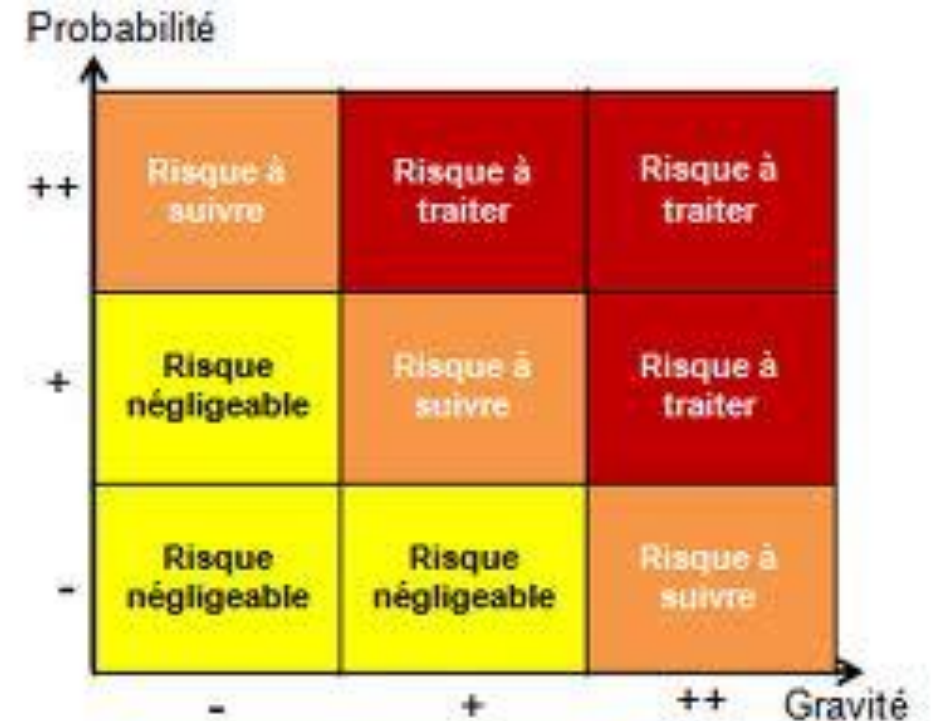 Probabilité
++
Risque à
suivre
Risque à
traiter
Risque à
traiter
+
Risque
négligeable
Risque à
suivre
Risque à
traiter
-
Risque
négligeable
Risque
négligeable
Risque à
suivre
- + ++ Gravité